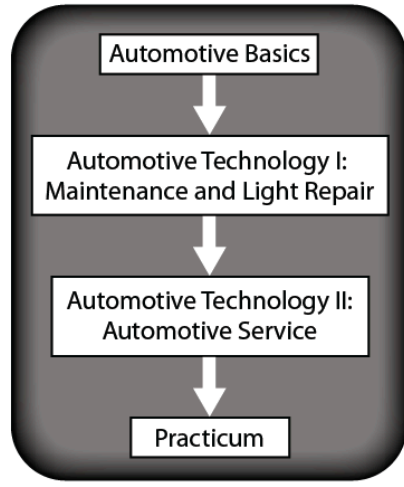 Automotive Basics
Automotive Technology I:
Maintenance and Light Repair
Automotive Technology II:
Automotive Service
Practicum